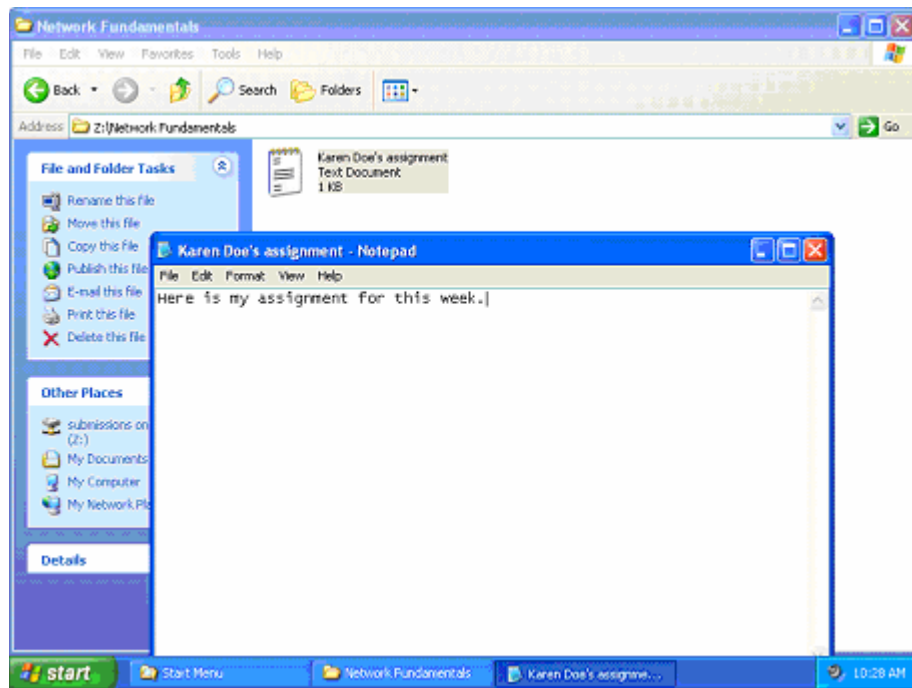 Network Fundamentals
File Edit View Favorites Tools Help
Back Search Folders
Address Z:\Network Fundamentals Go
File and Folder Tasks
Rename this file
Move this file
Copy this file
Publish this file
E-mail this file
Print this file
Delete this file
Other Places
submissions on
(Z:)
My Documents
My Computer
My Network Pla
Details
Karen Doe's assignment
Text Document
1 KB
Karen Doe's assignment - Notepad
File Edit Format View Help
Here is my assignment for this week.
start Start Menu Network Fundamentals Karen Doe's assignme... 10:28 AM